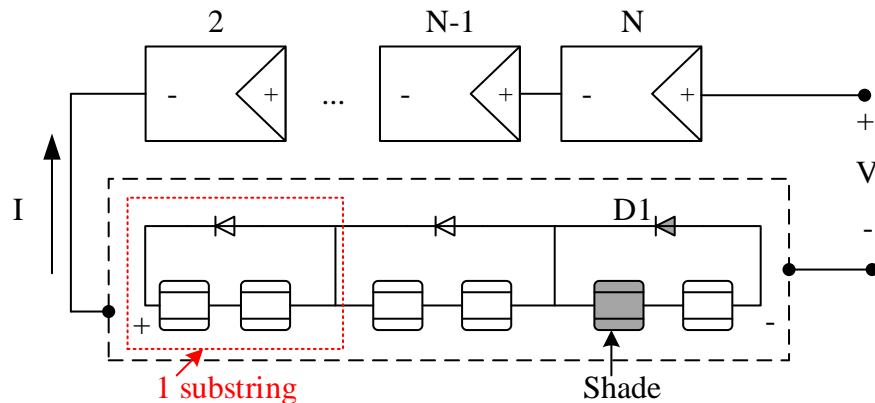 2 N-1 N
- + ... - + - +
+
I V
D1 -
+ -
1 substring Shade